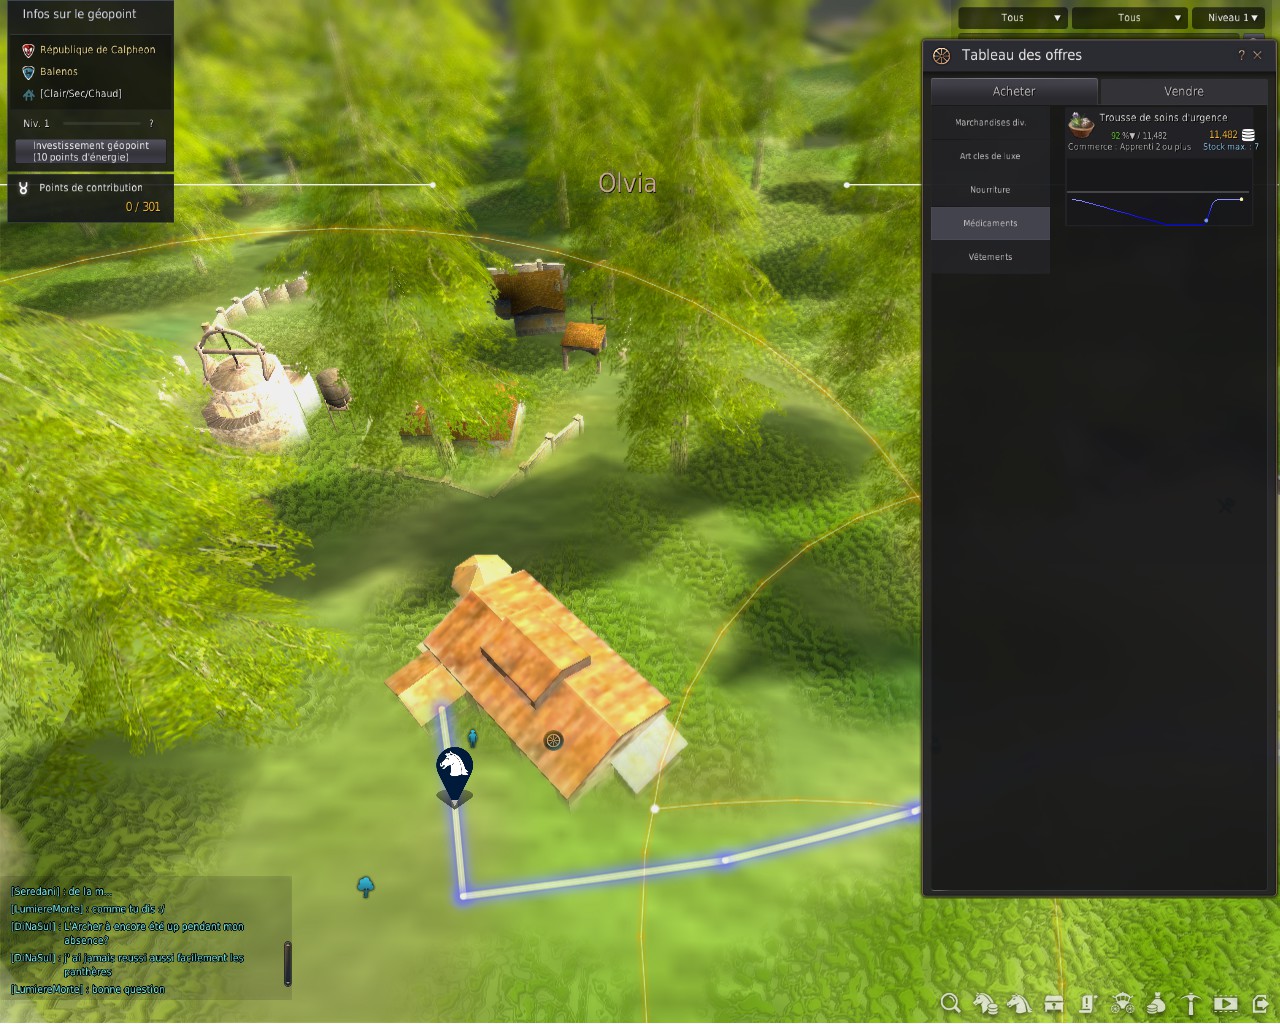 Infos sur le géopoint
République de Calpheon
Balenos
[Clair/Sec/Chaud]
Niv. 1 ?
Investissement géopoint
(10 points d'énergie)
Points de contribution
0 / 301
Olvia
Tous
Tous
Niveau 1
Tableau des offres
?
Acheter
Vendre
Marchandises div.
Art cles de luxe
Nourriture
Médicaments
Vêtements
Trousse de soins d'urgence
92 %▼ / 11,482 11,482
Commerce : Apprenti 2 ou plus Stock max. : ?
[Seredani] : de la m...
[LumiereMorte] : comme tu dis :/
[DiNaSul] : L'Archer à encore été up pendant mon
absence?
[DiNaSul] : j' ai jamais reussi aussi facilement les
panthères
[LumiereMorte] : bonne question